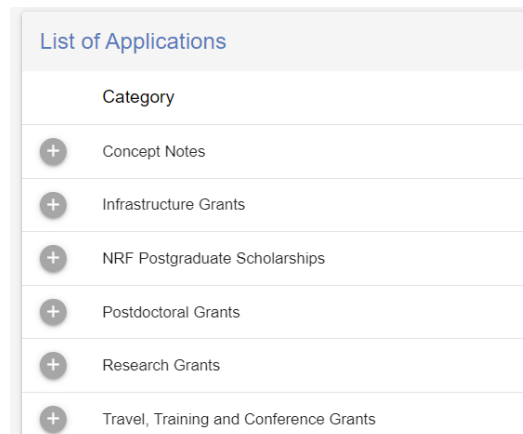 List of Applications
Category
Concept Notes
Infrastructure Grants
NRF Postgraduate Scholarships
Postdoctoral Grants
Research Grants
Travel, Training and Conference Grants